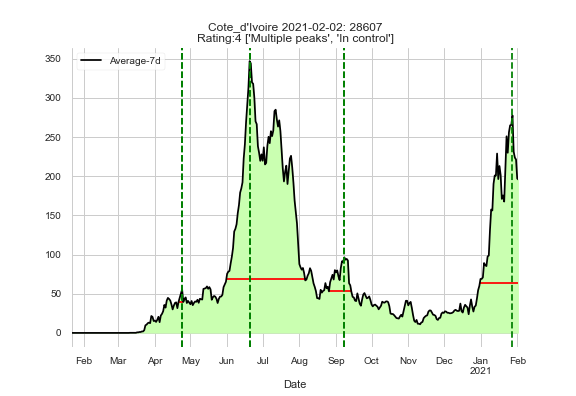 Cote_d'Ivoire 2021-02-02: 28607
Rating:4 ['Multiple peaks', 'In control']
Average-7d
350
300
250
200
150
100
50
0
Feb Mar Apr May Jun Jul Aug Sep Oct Nov Dec Jan Feb
2021
Date